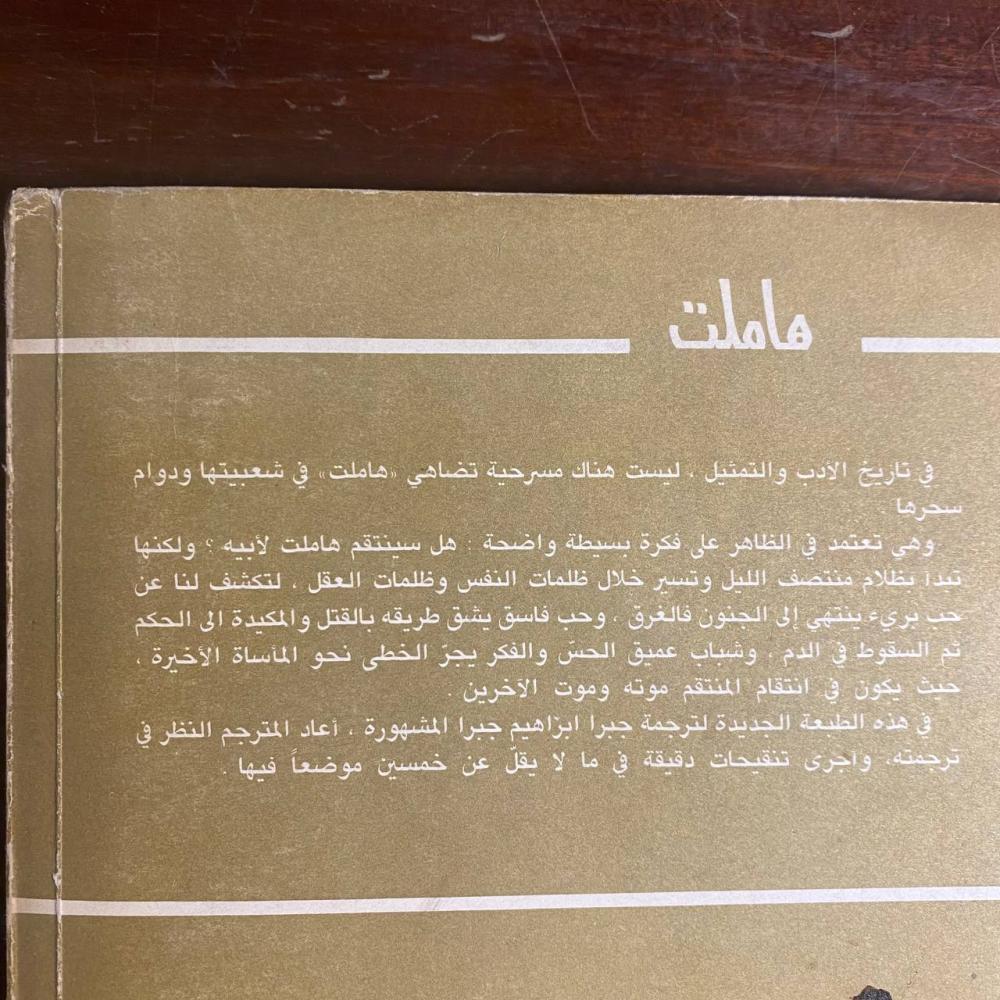 هاملت
في تاريخ الأدب والتمثيل ، ليست هناك مسرحية تضاهي «هاملت» في شعبيتها ودوام
سحرها .
وهي تعتمد في الظاهر على فكرة بسيطة واضحة : هل سينتقم هاملت لأبيه ؟ ولكنها
تبدأ بظلام منتصف الليل وتسير خلال ظلمات النفس وظلمات العقل ، لتكشف لنا عن
حب بريء ينتهي إلى الجنون فالغرق ، وحب فاسق يشق طريقه بالقتل والمكيدة الى الحكم
ثم السقوط في الدم ، وشباب عميق الحسّ والفكر يجرّ الخطى نحو المأساة الأخيرة ،
حيث يكون في انتقام المنتقم موته وموت الآخرين .
في هذه الطبعة الجديدة لترجمة جبرا ابراهيم جبرا المشهورة ، أعاد المترجم النظر في
ترجمته، وأجرى تنقيحات دقيقة في ما لا يقلّ عن خمسين موضعاً فيها .